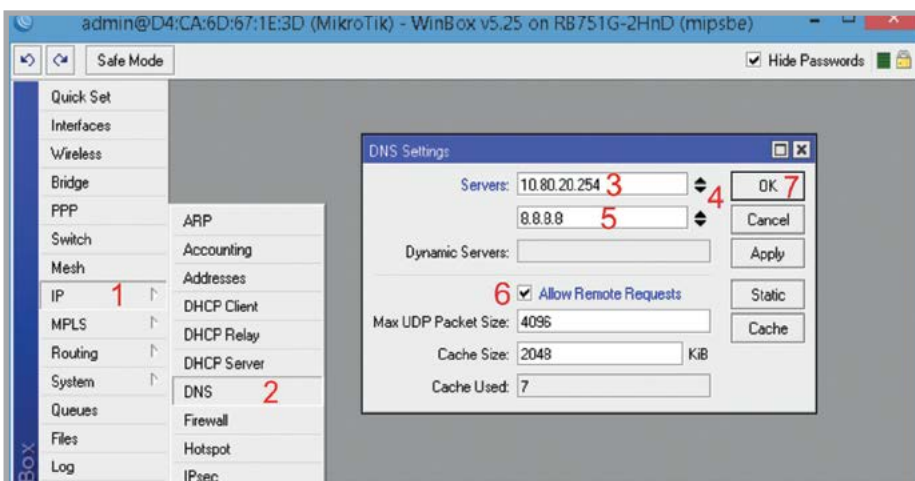 admin@D4:CA:6D:67:1E:3D (MikroTik) - WinBox v5.25 on RB751G-2HnD (mipsbe)
Safe Mode
Hide Passwords
Quick Set
Interfaces
Wireless
Bridge
PPP
Switch
Mesh
IP 1
MPLS
Routing
System
Queues
Files
Log
Box
ARP
Accounting
Addresses
DHCP Client
DHCP Relay
DHCP Server
DNS 2
Firewall
Hotspot
IPsec
DNS Settings
Servers: 10.80.20.254 3
4
8.8.8.8 5
Dynamic Servers:
6 Allow Remote Requests
Max UDP Packet Size: 4096
Cache Size: 2048 KiB
Cache Used: 7
OK 7
Cancel
Apply
Static
Cache